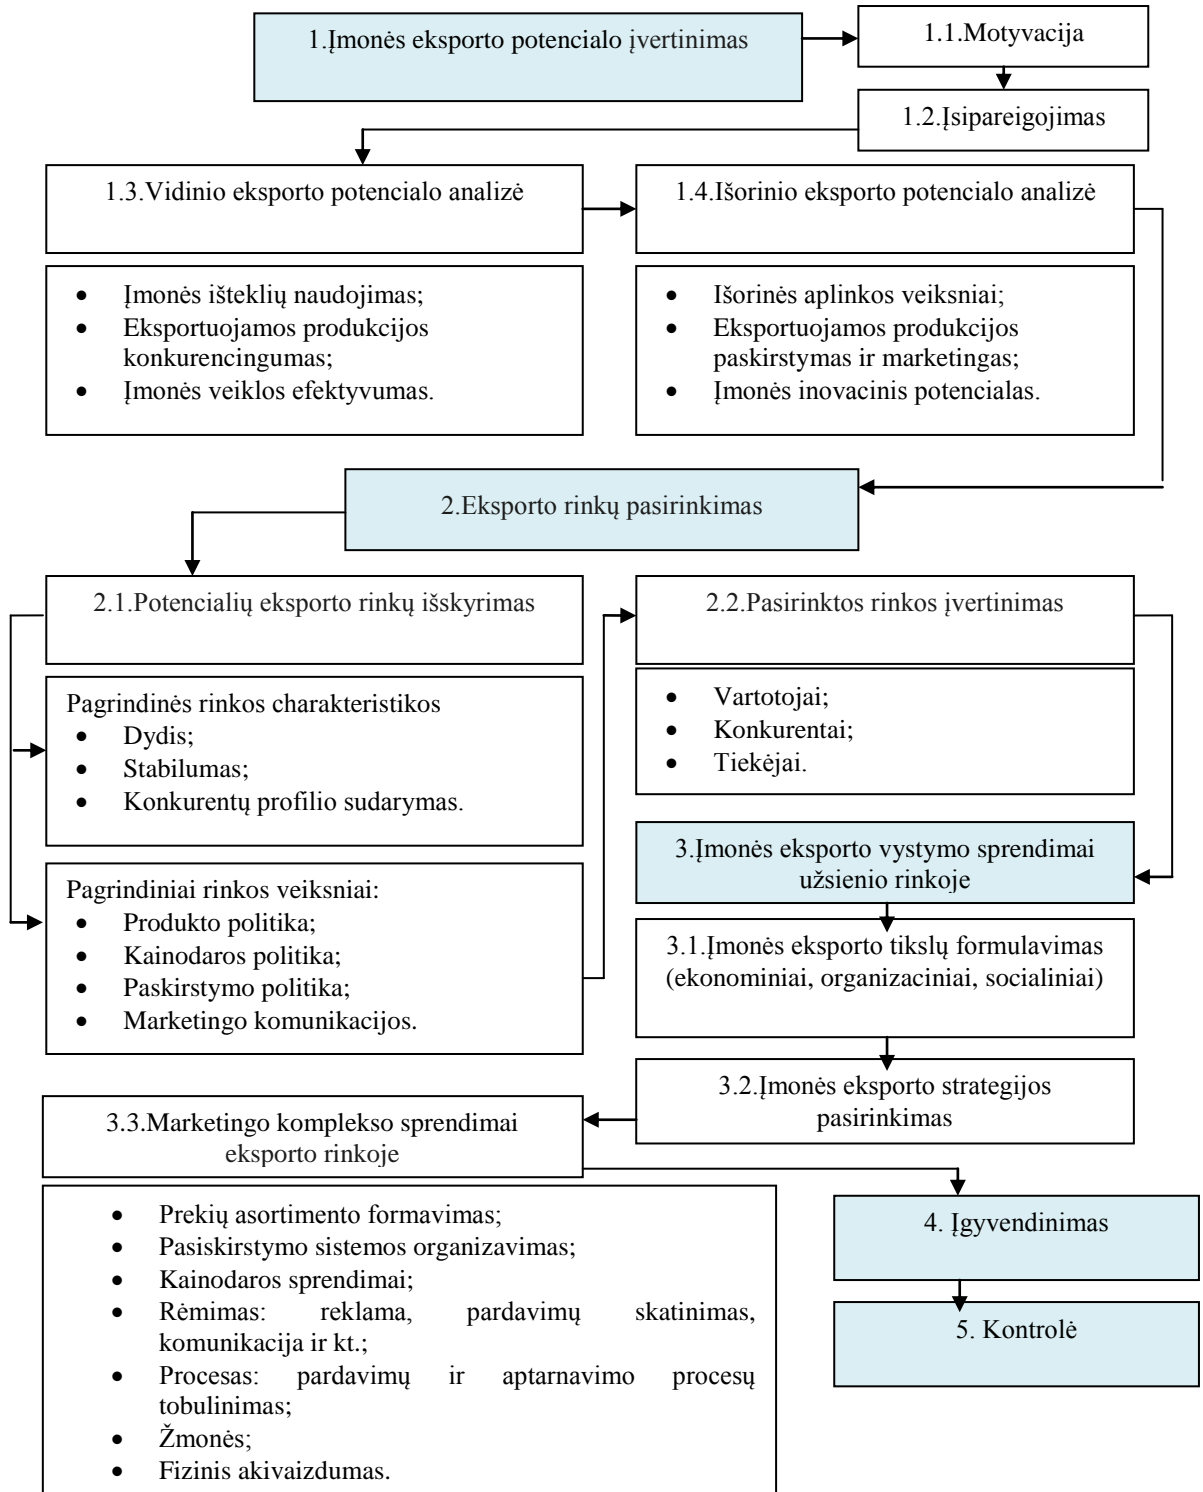 1.Įmonės eksporto potencialo įvertinimas
1.1.Motyvacija
1.2.Įsipareigojimas
1.3.Vidinio eksporto potencialo analizė
1.4.Išorinio eksporto potencialo analizė
• Įmonės išteklių naudojimas;
• Eksportuojamos produkcijos
konkurencingumas;
• Įmonės veiklos efektyvumas.
• Išorinės aplinkos veiksniai;
• Eksportuojamos produkcijos
paskirstymas ir marketingas;
• Įmonės inovacinis potencialas.
2.Eksporto rinkų pasirinkimas
2.1.Potencialių eksporto rinkų išskyrimas
Pagrindinės rinkos charakteristikos
• Dydis;
• Stabilumas;
• Konkurentų profilio sudarymas.
Pagrindiniai rinkos veiksniai:
• Produkto politika;
• Kainodaros politika;
• Paskirstymo politika;
• Marketingo komunikacijos.
2.2.Pasirinktos rinkos įvertinimas
• Vartotojai;
• Konkurentai;
• Tiekėjai.
3.Įmonės eksporto vystymo sprendimai
užsienio rinkoje
3.1.Įmonės eksporto tikslų formulavimas
(ekonominiai, organizaciniai, socialiniai)
3.2.Įmonės eksporto strategijos
pasirinkimas
3.3.Marketingo komplekso sprendimai
eksporto rinkoje
• Prekių asortimento formavimas;
• Pasiskirstymo sistemos organizavimas;
• Kainodaros sprendimai;
• Rėmimas: reklama, pardavimų skatinimas,
komunikacija ir kt.;
• Procesas: pardavimų ir aptarnavimo procesų
tobulinimas;
• Žmonės;
• Fizinis akivaizdumas.
4. Įgyvendinimas
5. Kontrolė